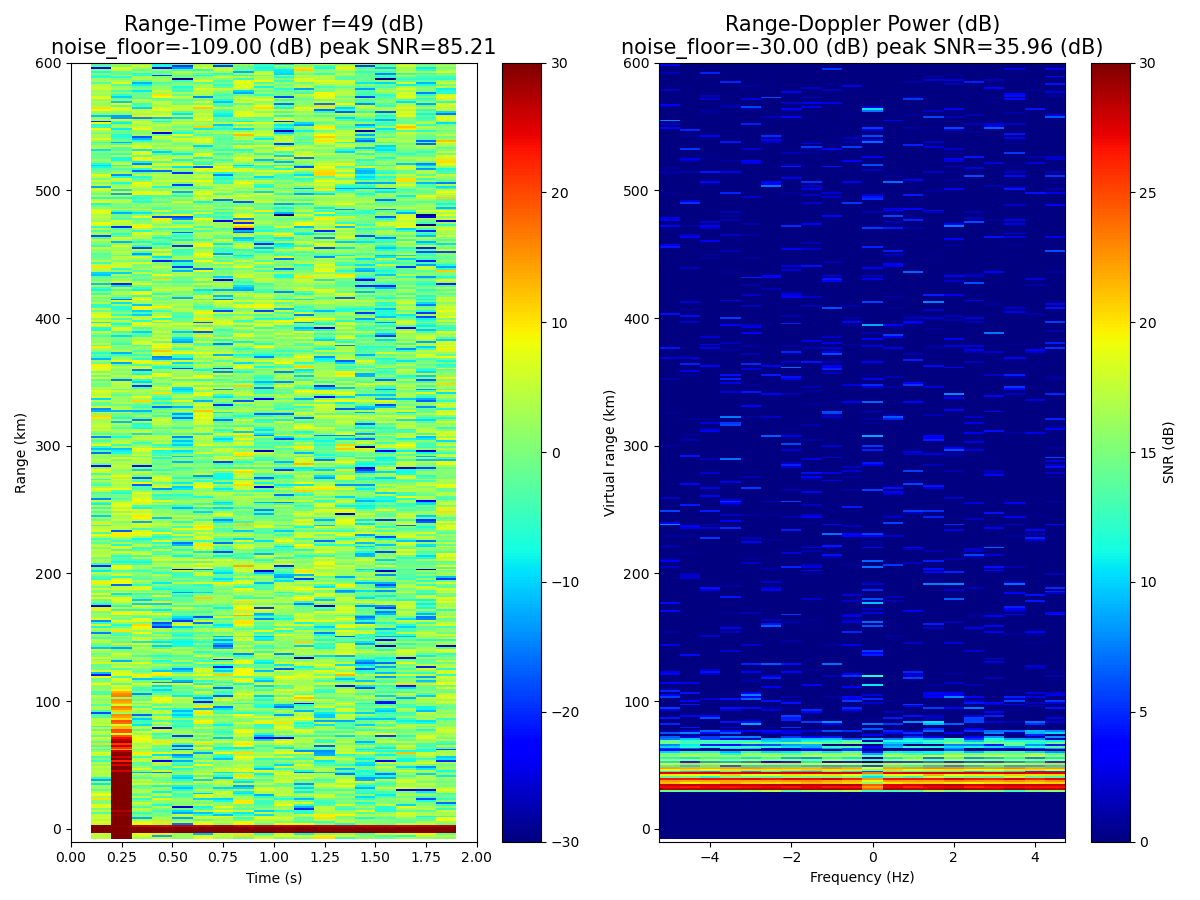 Range-Time Power f=49 (dB)
noise_floor=-109.00 (dB) peak SNR=85.21
600
500
400
300
200
100
0
Range (km)
0.00 0.25 0.50 0.75 1.00 1.25 1.50 1.75 2.00
Time (s)
30
20
10
0
−10
−20
−30
Range-Doppler Power (dB)
noise_floor=-30.00 (dB) peak SNR=35.96 (dB)
600
500
400
300
200
100
0
Virtual range (km)
−4 −2 0 2 4
Frequency (Hz)
30
25
20
15
10
5
0
SNR (dB)